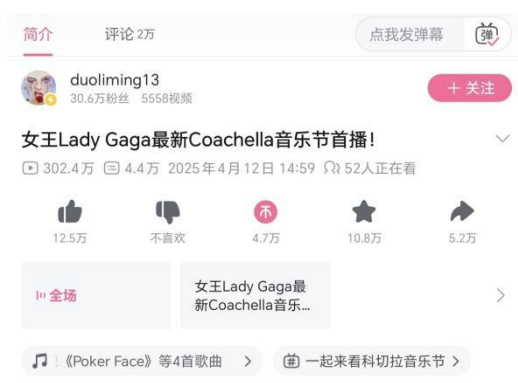 简介
评论 2万
点我发弹幕
弹
duoliming13
30.6万粉丝 5558视频
+ 关注
女王Lady Gaga最新Coachella音乐节首播!
302.4万 4.4万 2025年4月12日 14:59 52人正在看
12.5万
不喜欢
4.7万
10.8万
5.2万
全场
女王Lady Gaga最
新Coachella音乐...
《Poker Face》等4首歌曲 >
# 一起来看科切拉音乐节 >